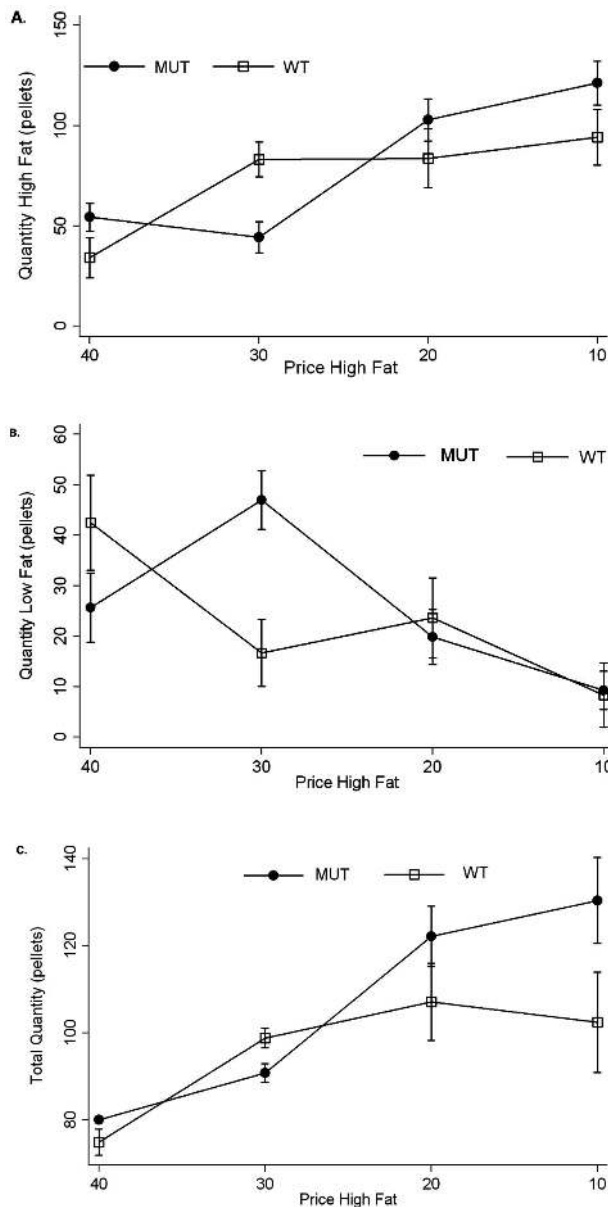 A.
MUT WT
Quantity High Fat (pellets)
150
100
50
0
40 30 20 10
Price High Fat
B.
MUT WT
Quantity Low Fat (pellets)
60
50
40
30
20
10
0
40 30 20 10
Price High Fat
C.
MUT WT
Total Quantity (pellets)
140
120
100
80
40 30 20 10
Price High Fat